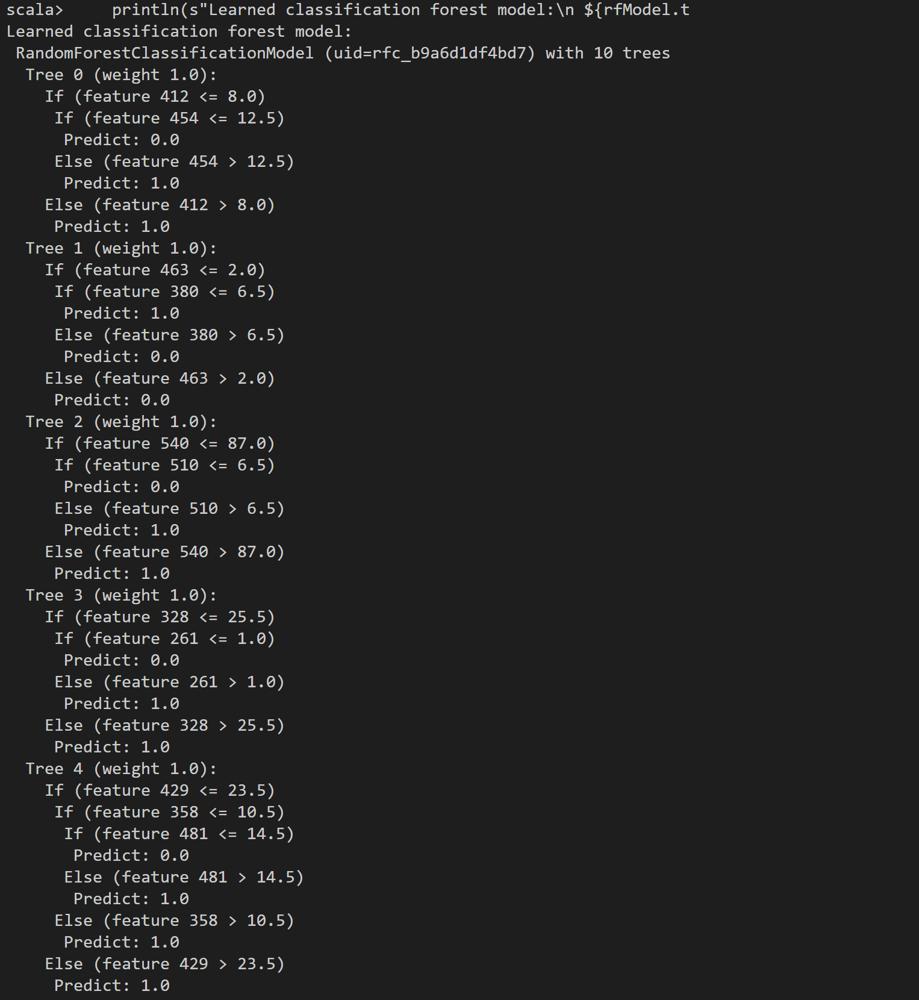 scala>     println(s"Learned classification forest model:\n ${rfModel.t
Learned classification forest model:
 RandomForestClassificationModel (uid=rfc_b9a6d1df4bd7) with 10 trees
  Tree 0 (weight 1.0):
    If (feature 412 <= 8.0)
     If (feature 454 <= 12.5)
      Predict: 0.0
     Else (feature 454 > 12.5)
      Predict: 1.0
    Else (feature 412 > 8.0)
     Predict: 1.0
  Tree 1 (weight 1.0):
    If (feature 463 <= 2.0)
     If (feature 380 <= 6.5)
      Predict: 1.0
     Else (feature 380 > 6.5)
      Predict: 0.0
    Else (feature 463 > 2.0)
     Predict: 0.0
  Tree 2 (weight 1.0):
    If (feature 540 <= 87.0)
     If (feature 510 <= 6.5)
      Predict: 0.0
     Else (feature 510 > 6.5)
      Predict: 1.0
    Else (feature 540 > 87.0)
     Predict: 1.0
  Tree 3 (weight 1.0):
    If (feature 328 <= 25.5)
     If (feature 261 <= 1.0)
      Predict: 0.0
     Else (feature 261 > 1.0)
      Predict: 1.0
    Else (feature 328 > 25.5)
     Predict: 1.0
  Tree 4 (weight 1.0):
    If (feature 429 <= 23.5)
     If (feature 358 <= 10.5)
      If (feature 481 <= 14.5)
       Predict: 0.0
      Else (feature 481 > 14.5)
       Predict: 1.0
     Else (feature 358 > 10.5)
      Predict: 1.0
    Else (feature 429 > 23.5)
     Predict: 1.0